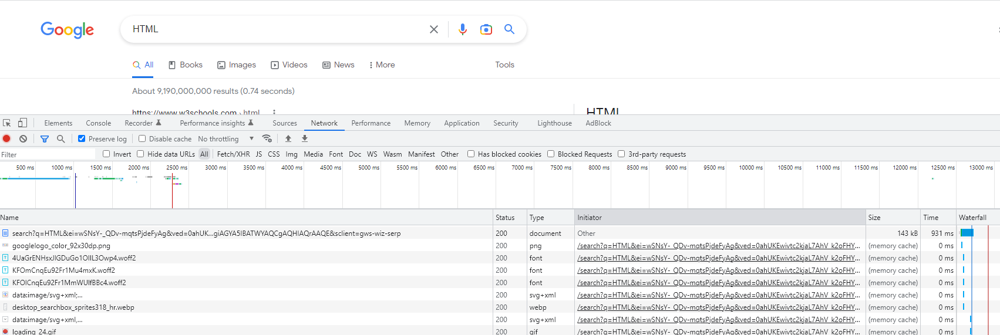 Google HTML
All Books Images Videos News More Tools
About 9,190,000,000 results (0.74 seconds)
https://www.w3schools.com › html
HTML
Elements Console Recorder Performance insights Sources Network Performance Memory Application Security Lighthouse AdBlock
Preserve log Disable cache No throttling
Filter Invert Hide data URLs All Fetch/XHR JS CSS Img Media Font Doc WS Wasm Manifest Other Has blocked cookies Blocked Requests 3rd-party requests
500 ms 1000 ms 1500 ms 2000 ms 2500 ms 3000 ms 3500 ms 4000 ms 4500 ms 5000 ms 5500 ms 6000 ms 6500 ms 7000 ms 7500 ms 8000 ms 8500 ms 9000 ms 9500 ms 10000 ms 10500 ms 11000 ms 11500 ms 12000 ms 12500 ms 13000 ms
Name Status Type Initiator Size Time Waterfall
search?q=HTML&ei=wSNsY-_QDv-mqtsPjdeFyAg&ved=0ahUK...giAGYA5IBATWYAQCgAQHIAQrAAQE&sclient=gws-wiz-serp 200 document Other 143 kB 931 ms
googlelogo_color_92x30dp.png 200 png /search?q=HTML&ei=wSNsY-_QDv-mqtsPjdeFyAg&ved=0ahUKEwivtc2kjaL7AhV_k2oFHY... (memory cache) 0 ms
4UaGrENHsxJlGDuGo1OIlL3Owp4.woff2 200 font /search?q=HTML&ei=wSNsY-_QDv-mqtsPjdeFyAg&ved=0ahUKEwivtc2kjaL7AhV_k2oFHY... (memory cache) 0 ms
KFOmCnqEu92Fr1Mu4mxK.woff2 200 font /search?q=HTML&ei=wSNsY-_QDv-mqtsPjdeFyAg&ved=0ahUKEwivtc2kjaL7AhV_k2oFHY... (memory cache) 0 ms
KFOlCnqEu92Fr1MmWUlfBBc4.woff2 200 font /search?q=HTML&ei=wSNsY-_QDv-mqtsPjdeFyAg&ved=0ahUKEwivtc2kjaL7AhV_k2oFHY... (memory cache) 0 ms
data:image/svg+xml;... 200 svg+xml /search?q=HTML&ei=wSNsY-_QDv-mqtsPjdeFyAg&ved=0ahUKEwivtc2kjaL7AhV_k2oFHY... (memory cache) 0 ms
desktop_searchbox_sprites318_hr.webp 200 webp /search?q=HTML&ei=wSNsY-_QDv-mqtsPjdeFyAg&ved=0ahUKEwivtc2kjaL7AhV_k2oFHY... (memory cache) 0 ms
data:image/svg+xml,... 200 svg+xml /search?q=HTML&ei=wSNsY-_QDv-mqtsPjdeFyAg&ved=0ahUKEwivtc2kjaL7AhV_k2oFHY... (memory cache) 0 ms
loading_24.gif 200 gif /search?q=HTML&ei=wSNsY-_QDv-mqtsPjdeFyAg&ved=0ahUKEwivtc2kjaL7AhV_k2oFHY... (memory cache) 0 ms